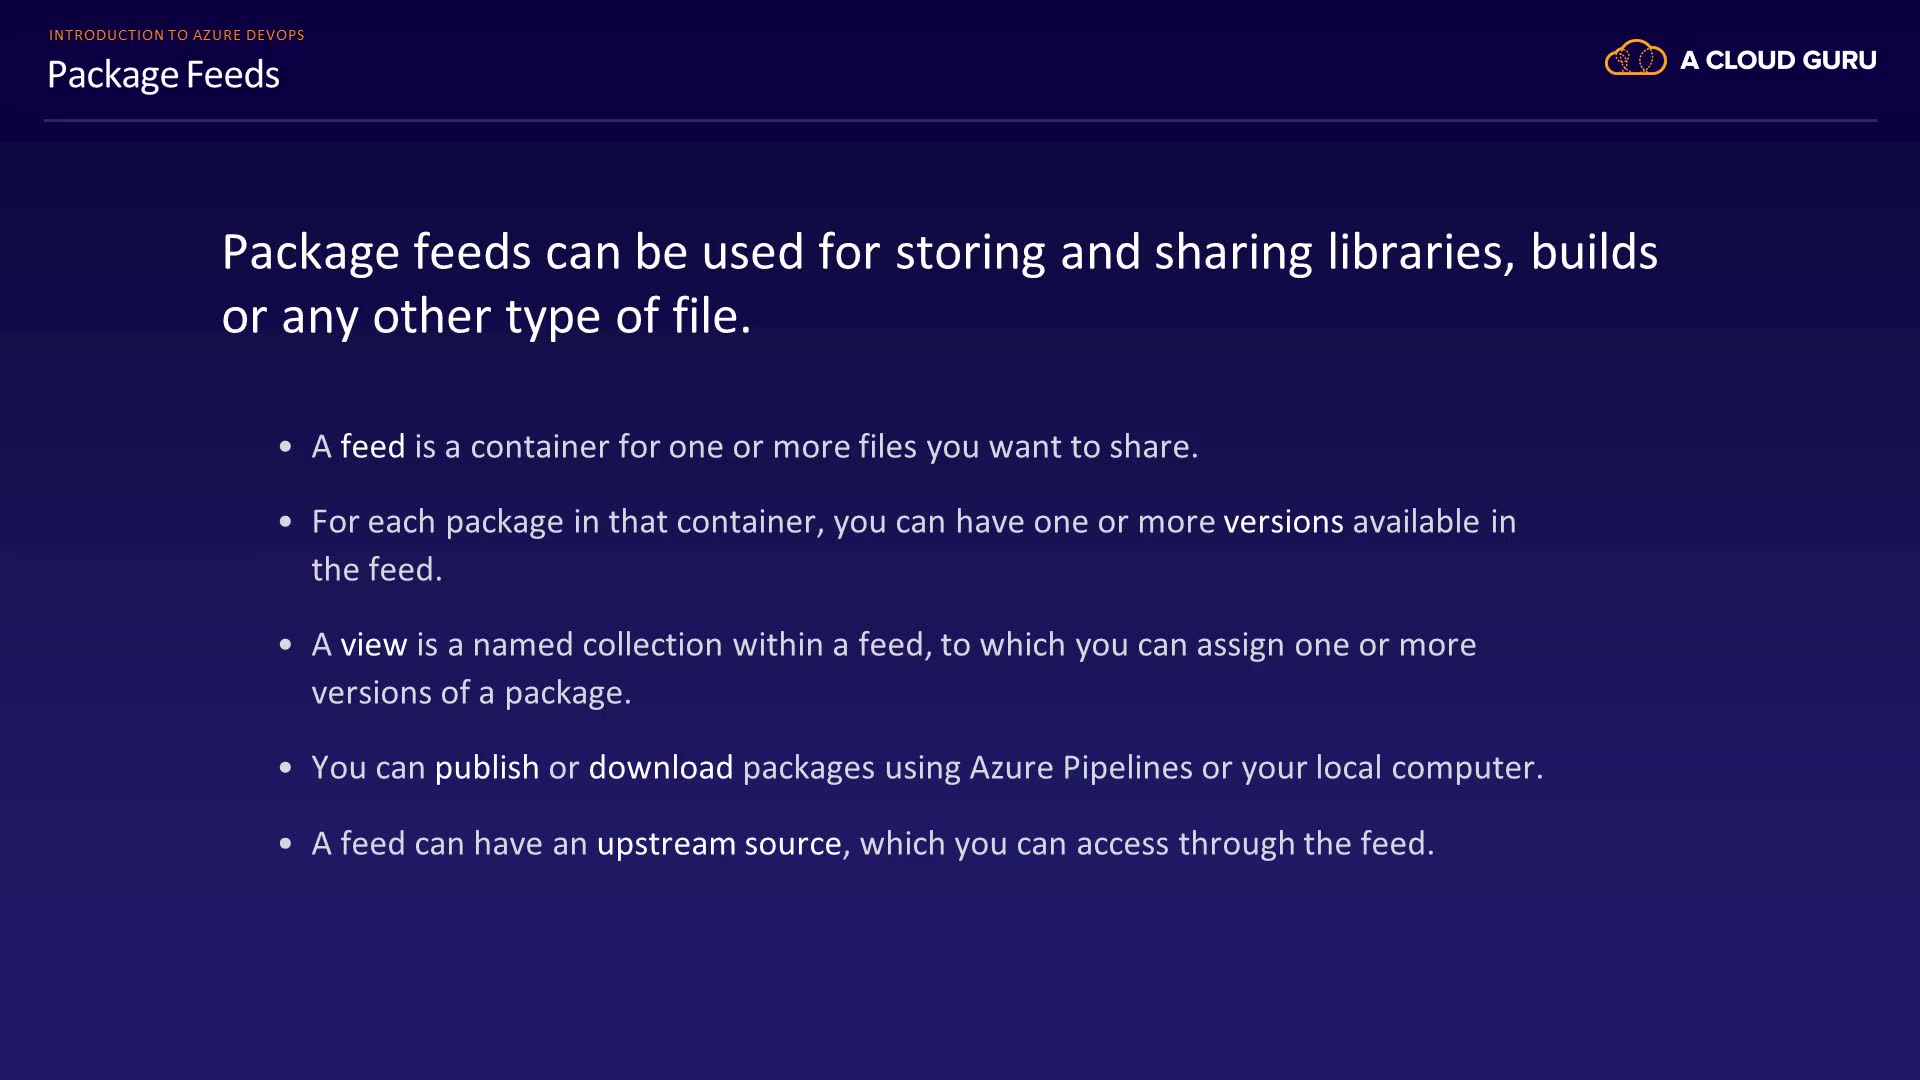 INTRODUCTION TO AZURE DEVOPS
Package Feeds
A CLOUD GURU
Package feeds can be used for storing and sharing libraries, builds
or any other type of file.
• A feed is a container for one or more files you want to share.
• For each package in that container, you can have one or more versions available in
the feed.
• A view is a named collection within a feed, to which you can assign one or more
versions of a package.
• You can publish or download packages using Azure Pipelines or your local computer.
• A feed can have an upstream source, which you can access through the feed.